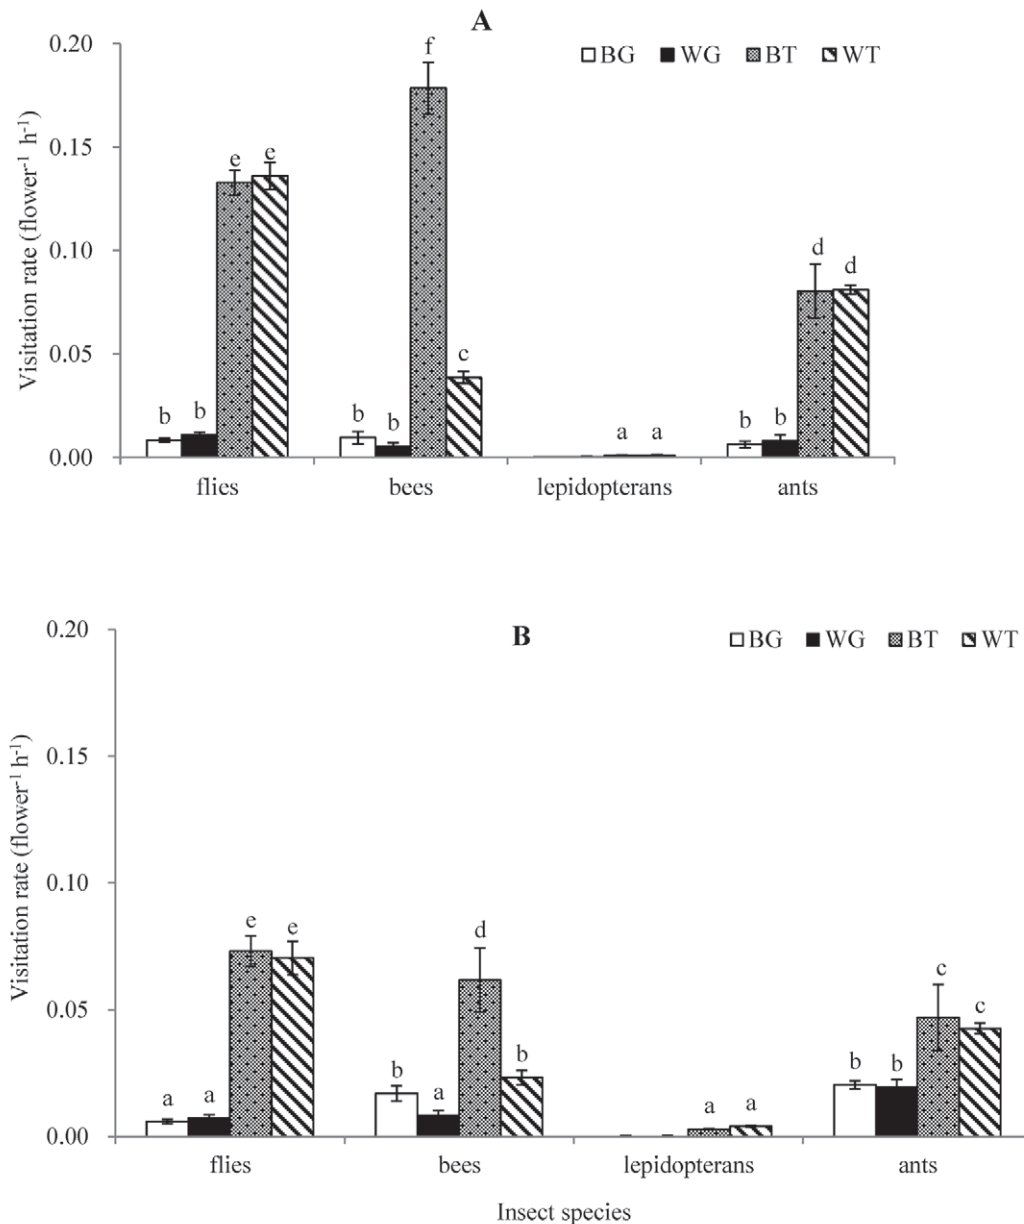 A
BG WG BT WT
Visitation rate (flower⁻¹ h⁻¹)
0.20
0.15
0.10
0.05
0.00
b b e e
b b f c
a a
b b d d
flies bees lepidopterans ants
B
BG WG BT WT
Visitation rate (flower⁻¹ h⁻¹)
0.20
0.15
0.10
0.05
0.00
a a e e
b a d b
a a
b b c c
flies bees lepidopterans ants
Insect species